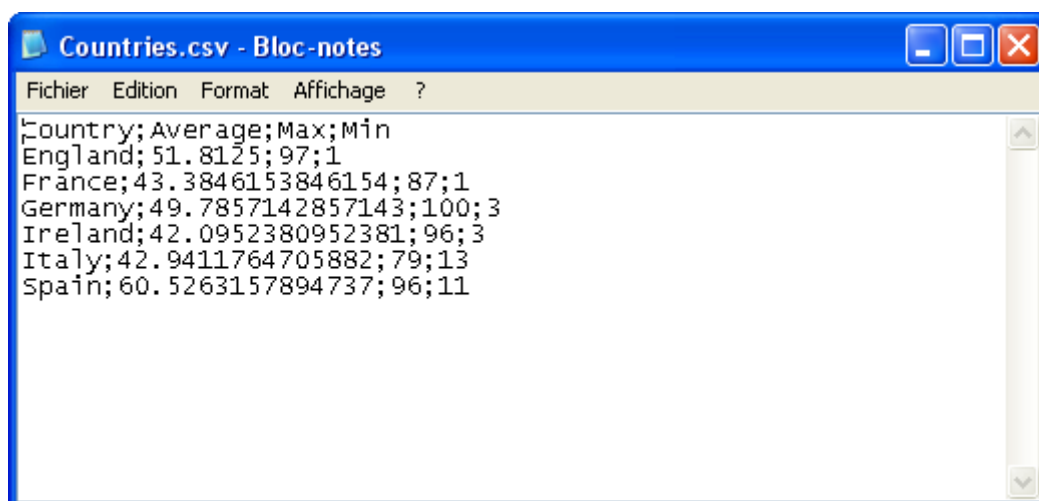 Countries.csv - Bloc-notes
Fichier Edition Format Affichage ?
Country;Average;Max;Min
England;51.8125;97;1
France;43.3846153846154;87;1
Germany;49.7857142857143;100;3
Ireland;42.0952380952381;96;3
Italy;42.9411764705882;79;13
Spain;60.5263157894737;96;11